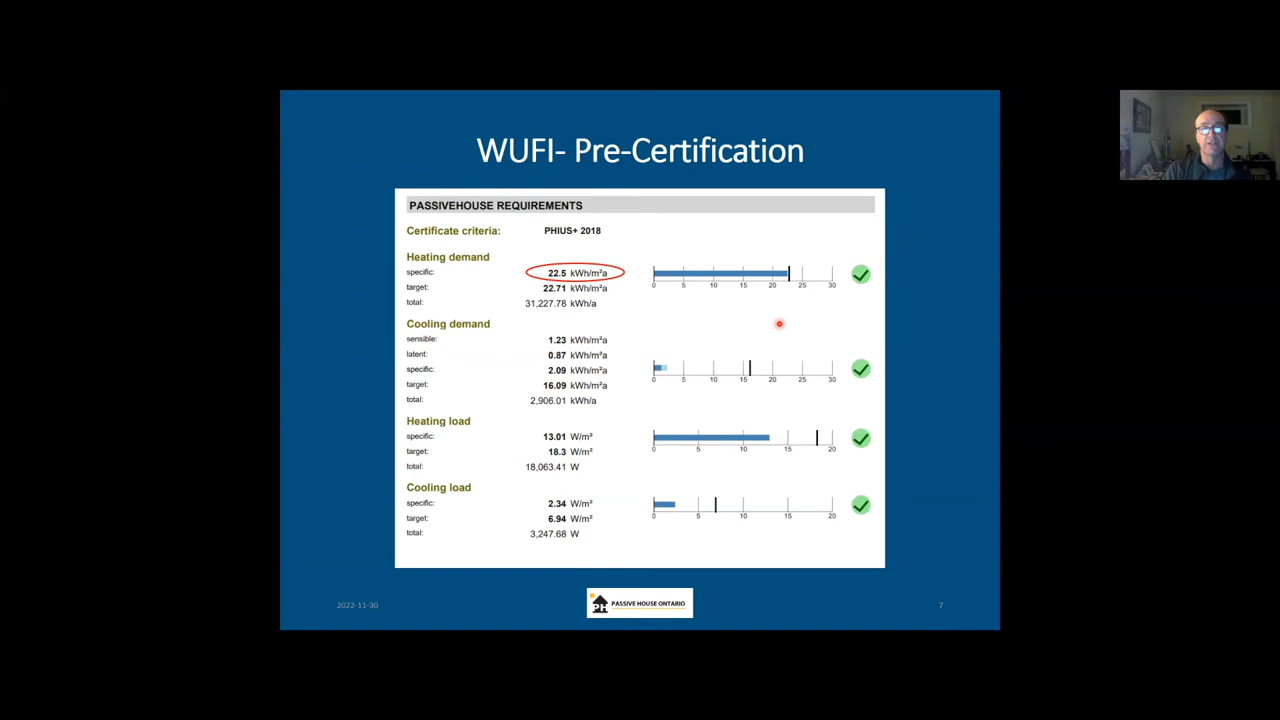 WUFI- Pre-Certification
PASSIVEHOUSE REQUIREMENTS
Certificate criteria: PHIUS+ 2018
Heating demand
specific: 22.5 kWh/m²a
target: 22.71 kWh/m²a
total: 31,227.78 kWh/a
0 5 10 15 20 25 30
Cooling demand
sensible: 1.23 kWh/m²a
latent: 0.87 kWh/m²a
specific: 2.09 kWh/m²a
target: 16.09 kWh/m²a
total: 2,906.01 kWh/a
0 5 10 15 20 25 30
Heating load
specific: 13.01 W/m²
target: 18.3 W/m²
total: 18,063.41 W
0 5 10 15 20
Cooling load
specific: 2.34 W/m²
target: 6.94 W/m²
total: 3,247.68 W
0 5 10 15 20
2022-11-30
PH PASSIVE HOUSE ONTARIO
7